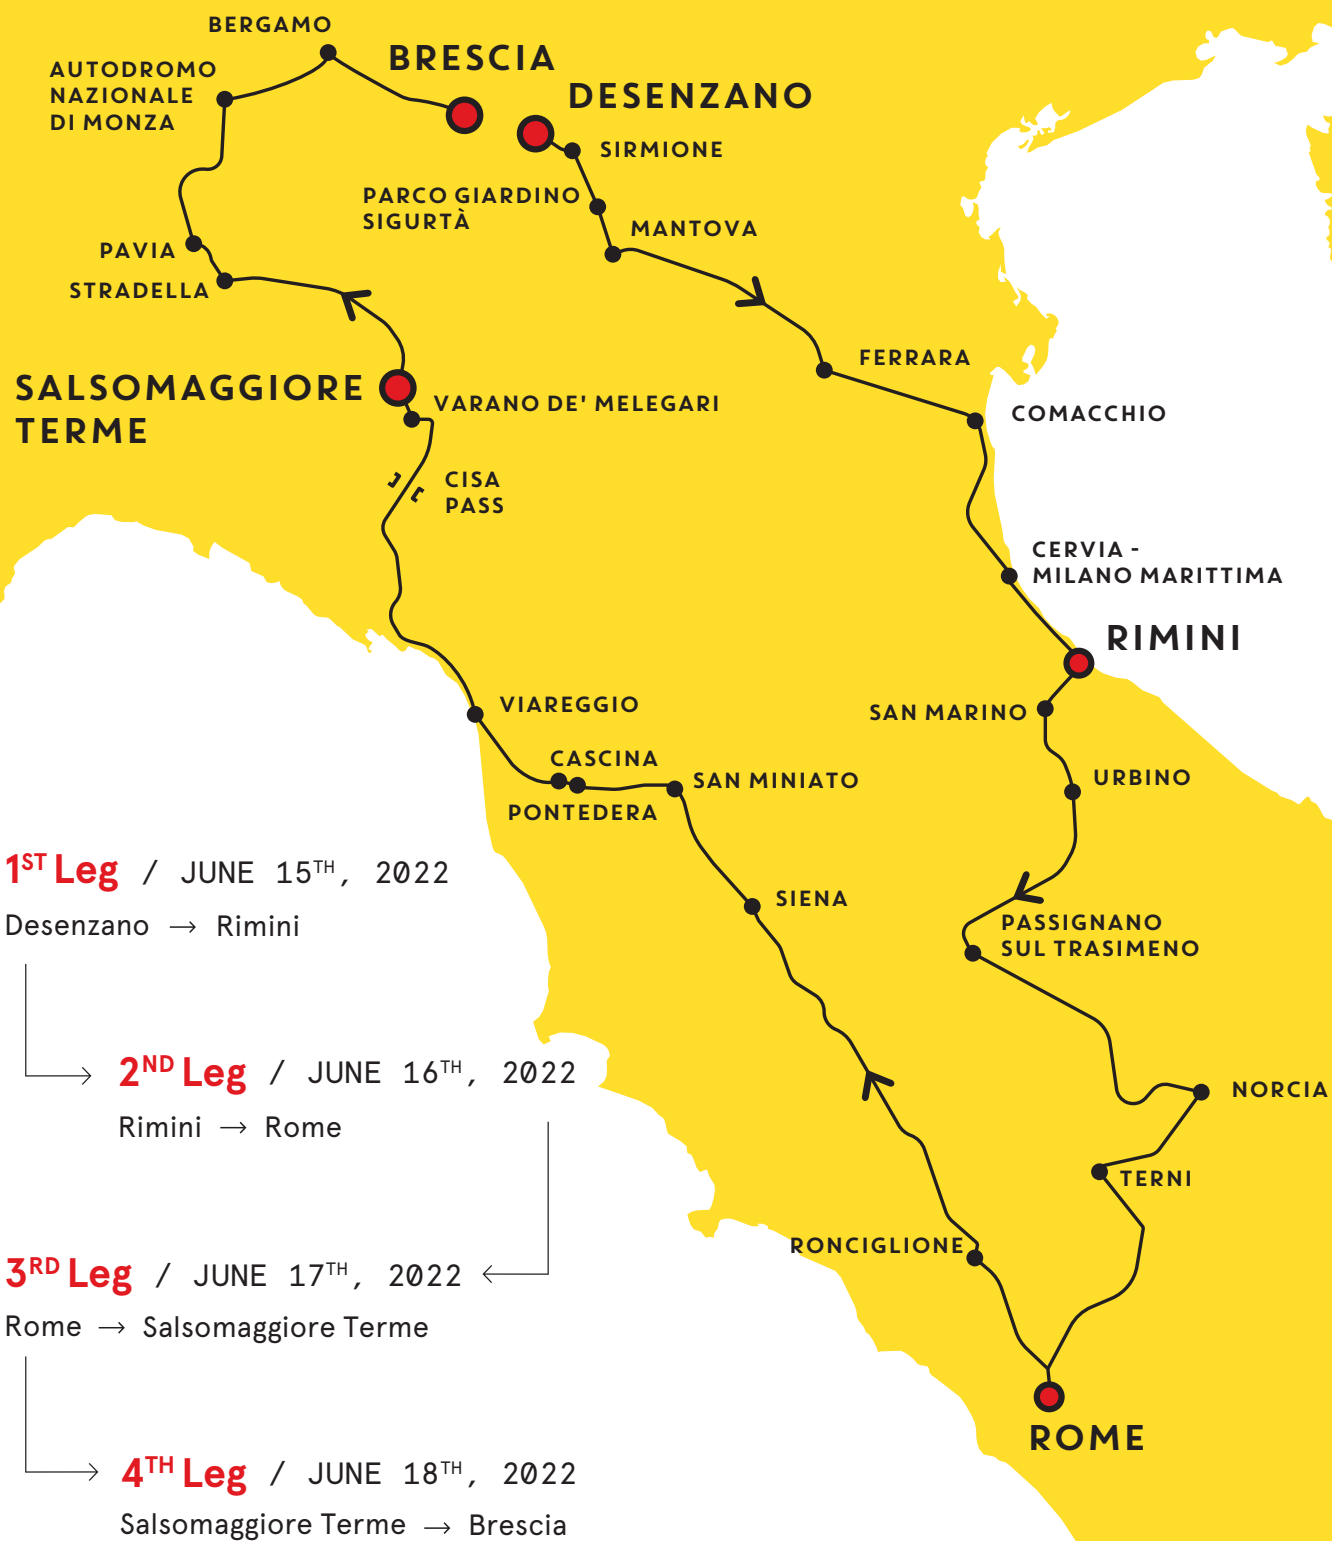 BERGAMO
BRESCIA
AUTODROMO
NAZIONALE
DI MONZA
DESENZANO
SIRMIONE
PARCO GIARDINO
SIGURTÀ
MANTOVA
PAVIA
STRADELLA
FERRARA
SALSOMAGGIORE
TERME
VARANO DE' MELEGARI
COMACCHIO
CISA
PASS
CERVIA -
MILANO MARITTIMA
RIMINI
VIAREGGIO
SAN MARINO
CASCINA
SAN MINIATO
URBINO
PONTEDERA
SIENA
PASSIGNANO
SUL TRASIMENO
NORCIA
TERNI
RONCIGLIONE
ROME
1ST Leg / JUNE 15TH, 2022
Desenzano → Rimini
2ND Leg / JUNE 16TH, 2022
Rimini → Rome
3RD Leg / JUNE 17TH, 2022
Rome → Salsomaggiore Terme
4TH Leg / JUNE 18TH, 2022
Salsomaggiore Terme → Brescia